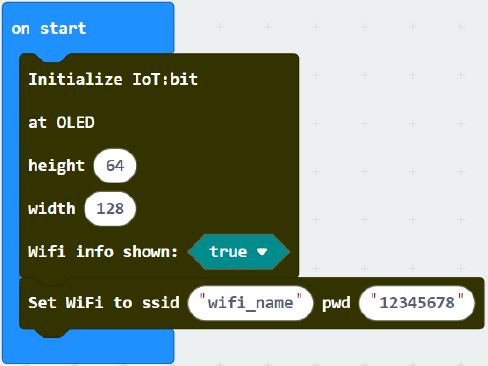 on start
Initialize IoT:bit
at OLED
height 64
width 128
Wifi info shown: true
Set WiFi to ssid "wifi_name" pwd "12345678"